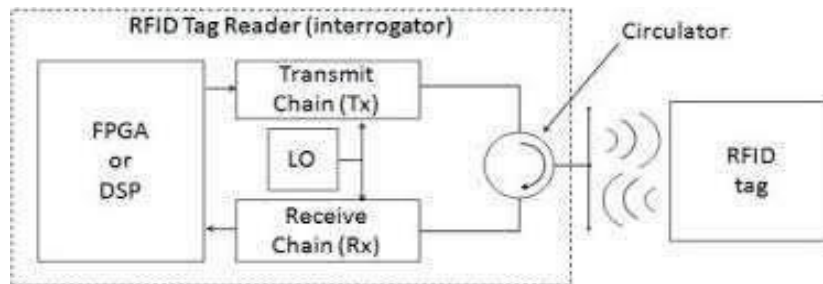 RFID Tag Reader (interrogator)
Circulator
Transmit
Chain (Tx)
FPGA
or
DSP
LO
RFID
tag
Receive
Chain (Rx)